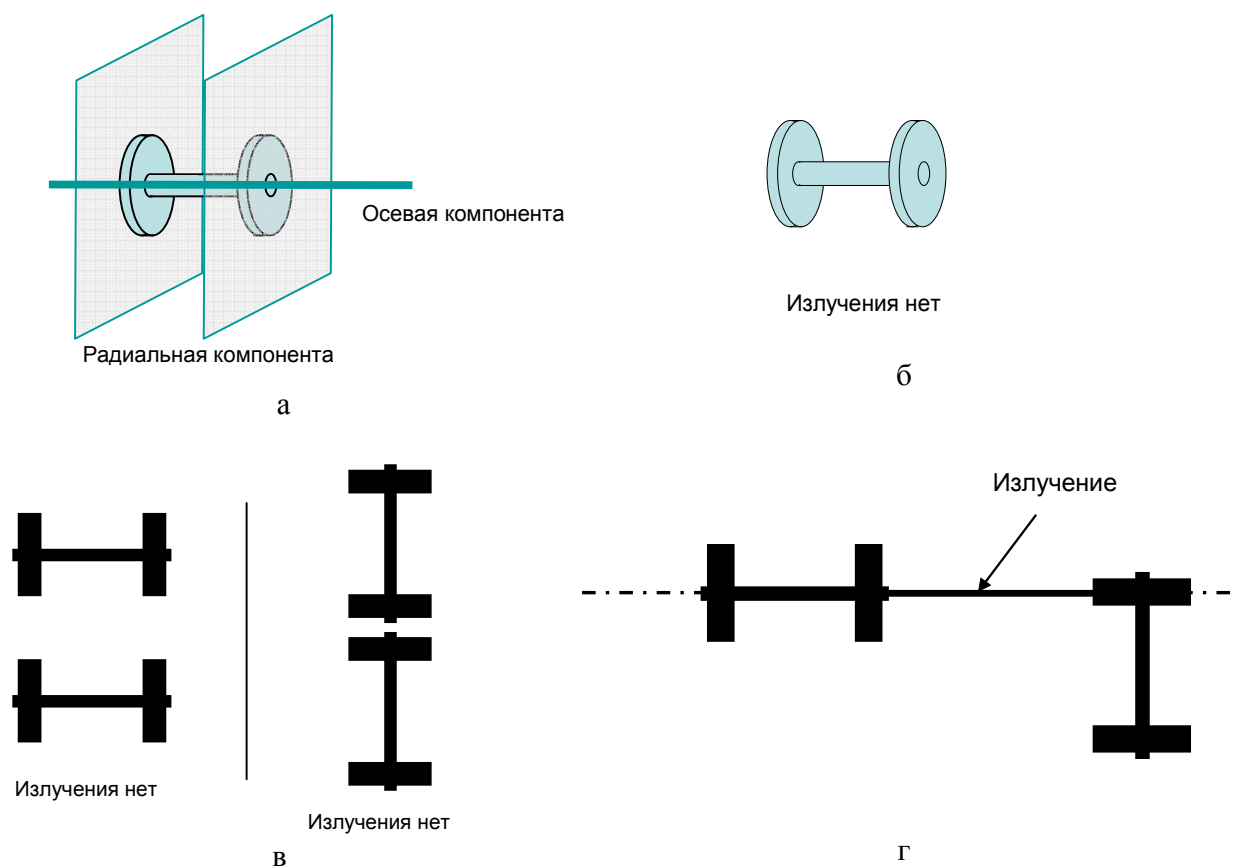 Осевая компонента
Радиальная компонента
а
Излучения нет
б
Излучения нет
Излучения нет
в
Излучение
г